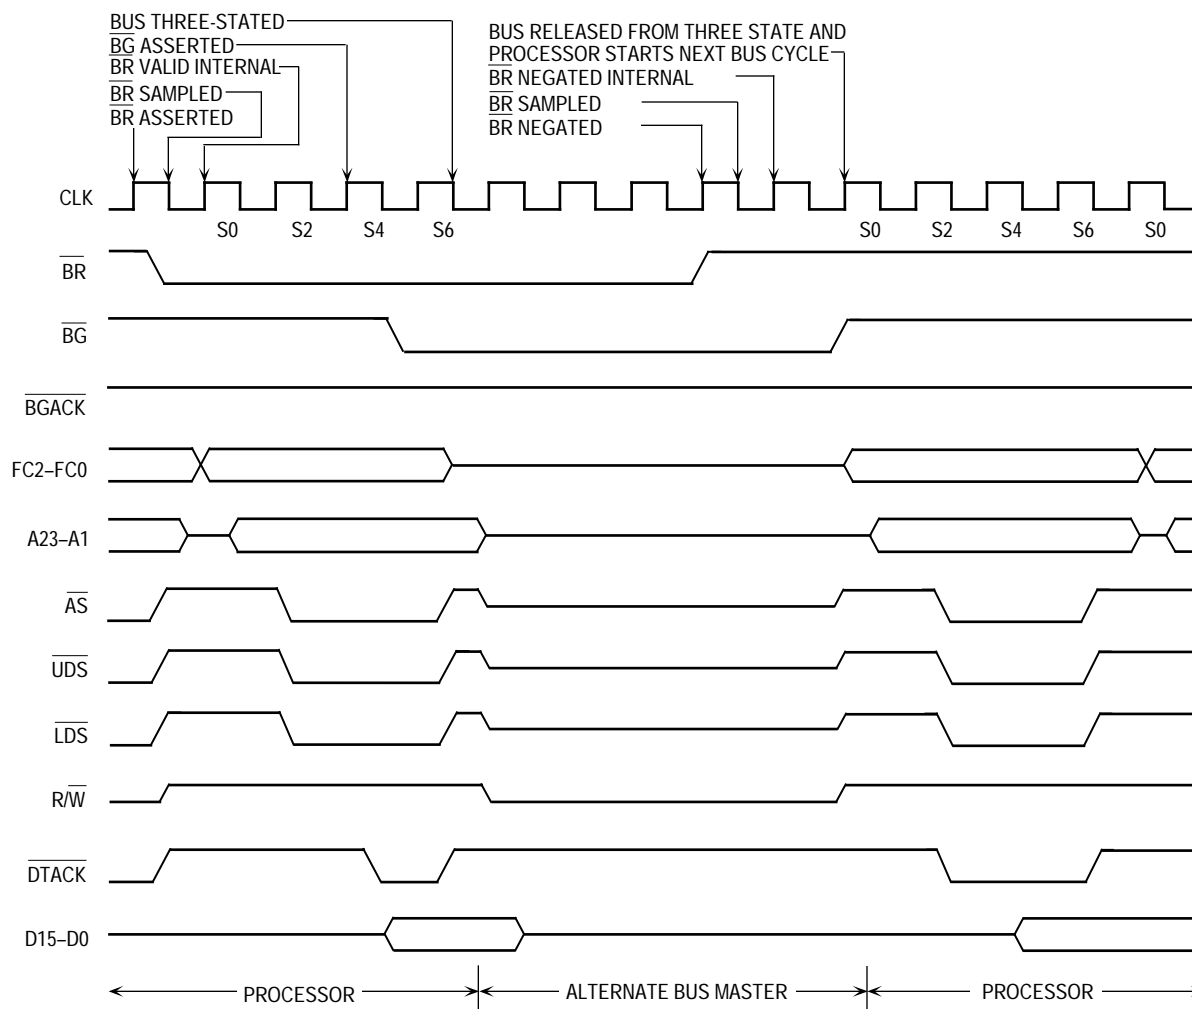 BUS THREE-STATED
BG ASSERTED
BR VALID INTERNAL
BR SAMPLED
BR ASSERTED
BUS RELEASED FROM THREE STATE AND
PROCESSOR STARTS NEXT BUS CYCLE
BR NEGATED INTERNAL
BR SAMPLED
BR NEGATED
CLK
S0 S2 S4 S6 S0 S2 S4 S6 S0
BR
BG
BGACK
FC2–FC0
A23–A1
AS
UDS
LDS
R/W
DTACK
D15–D0
PROCESSOR ALTERNATE BUS MASTER PROCESSOR